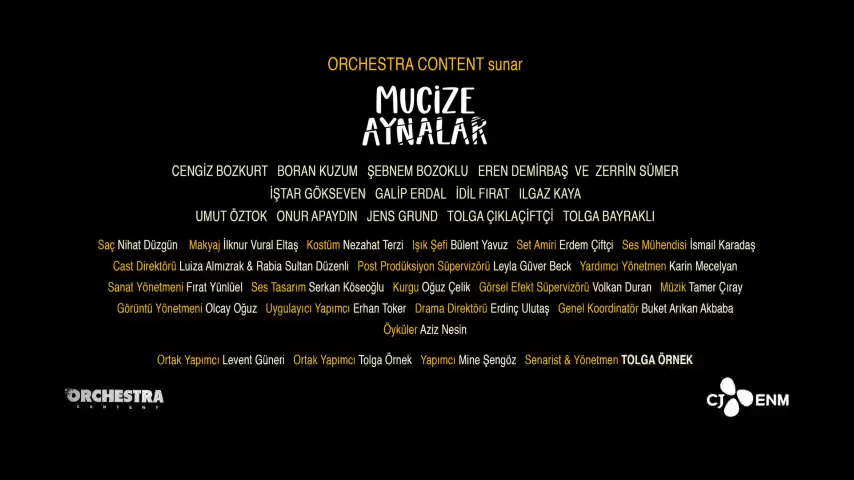 ORCHESTRA CONTENT sunar
MUCİZE
AYNALAR
CENGİZ BOZKURT BORAN KUZUM ŞEBNEM BOZOKLU EREN DEMİRBAŞ VE ZERRİN SÜMER
İŞTAR GÖKSEVEN GALİP ERDAL İDİL FIRAT ILGAZ KAYA
UMUT ÖZTOK ONUR APAYDIN JENS GRUND TOLGA ÇIKLAÇİFTÇİ TOLGA BAYRAKLI
Saç Nihat Düzgün Makyaj İlknur Vural Eltaş Kostüm Nezahat Terzi Işık Şefi Bülent Yavuz Set Amiri Erdem Çiftçi Ses Mühendisi İsmail Karadaş
Cast Direktörü Luiza Almızrak & Rabia Sultan Düzenli Post Prodüksiyon Süpervizörü Leyla Güver Beck Yardımcı Yönetmen Karin Mecelyan
Sanat Yönetmeni Fırat Yünlüel Ses Tasarım Serkan Köseoğlu Kurgu Oğuz Çelik Görsel Efekt Süpervizörü Volkan Duran Müzik Tamer Çıray
Görüntü Yönetmeni Olcay Oğuz Uygulayıcı Yapımcı Erhan Toker Drama Direktörü Erdinç Ulutaş Genel Koordinatör Buket Arıkan Akbaba
Öyküler Aziz Nesin
Ortak Yapımcı Levent Güneri Ortak Yapımcı Tolga Örnek Yapımcı Mine Şengöz Senarist & Yönetmen TOLGA ÖRNEK
ORCHESTRA
CONTENT
CJ ENM